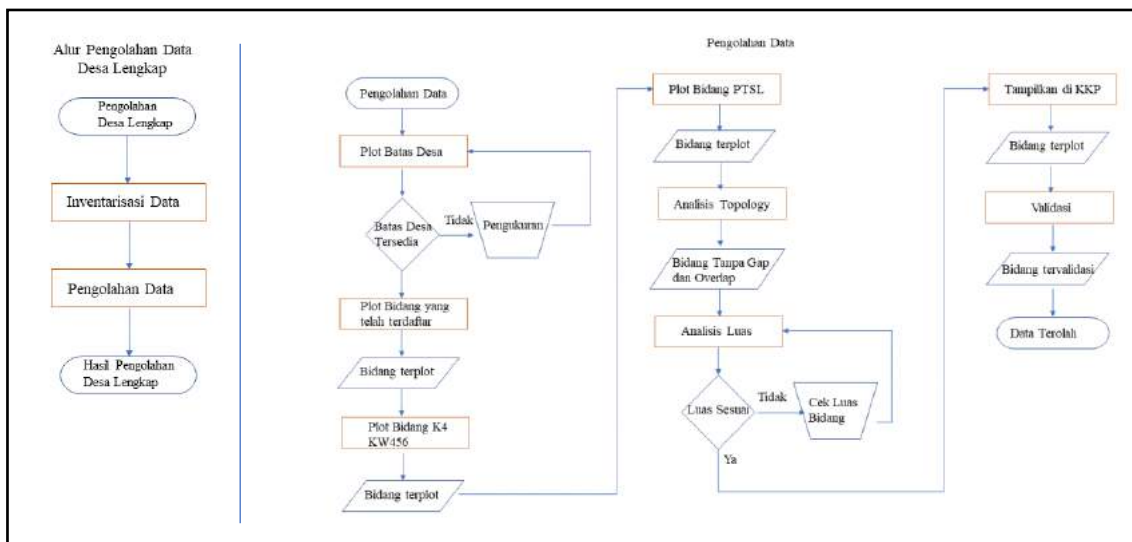 Alur Pengolahan Data
Desa Lengkap
Pengolahan
Desa Lengkap
Inventarisasi Data
Pengolahan Data
Hasil Pengolahan
Desa Lengkap
Pengolahan Data
Pengolahan Data
Plot Batas Desa
Batas Desa
Tersedia
Tidak
Pengukuran
Plot Bidang yang
telah terdaftar
Bidang terplot
Plot Bidang K4
KW456
Bidang terplot
Plot Bidang PTSL
Bidang terplot
Analisis Topology
Bidang Tanpa Gap
dan Overlap
Analisis Luas
Luas Sesuai
Tidak
Cek Luas
Bidang
Ya
Tampilkan di KKP
Bidang terplot
Validasi
Bidang tervalidasi
Data Terolah